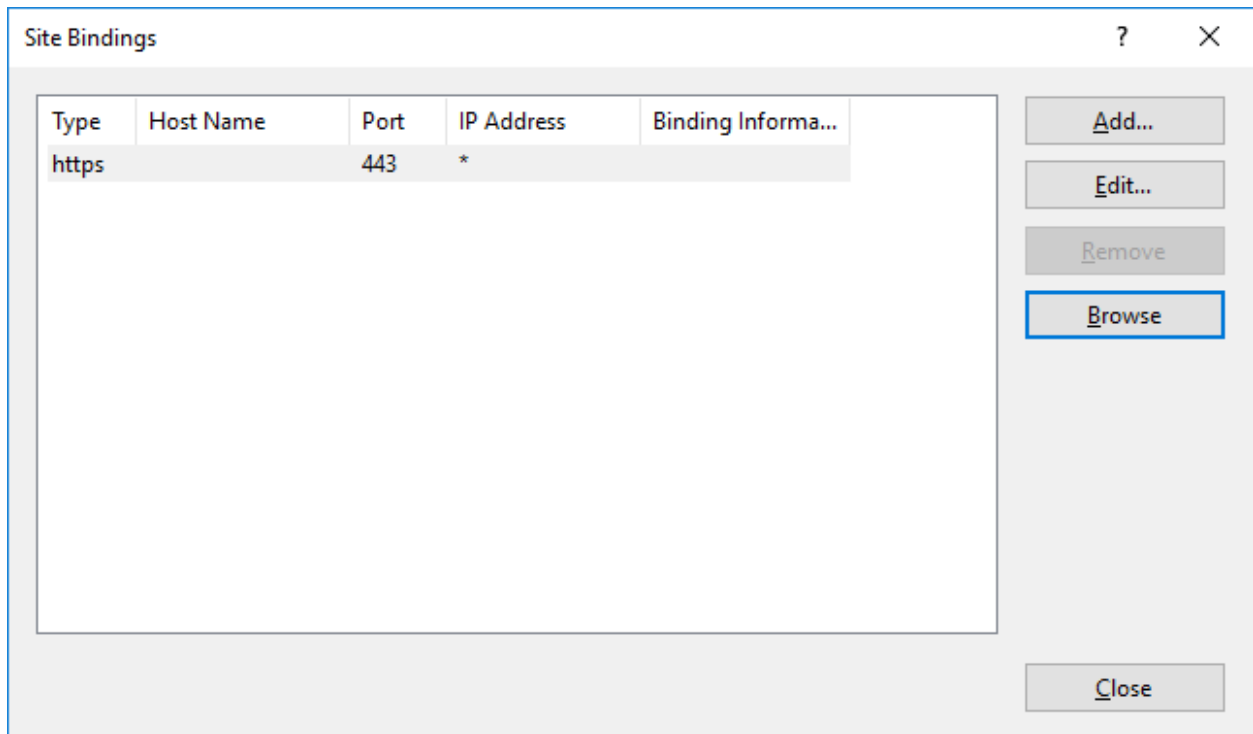 Site Bindings ?
Type Host Name Port IP Address Binding Informa...
https 443 *
Add...
Edit...
Remove
Browse
Close